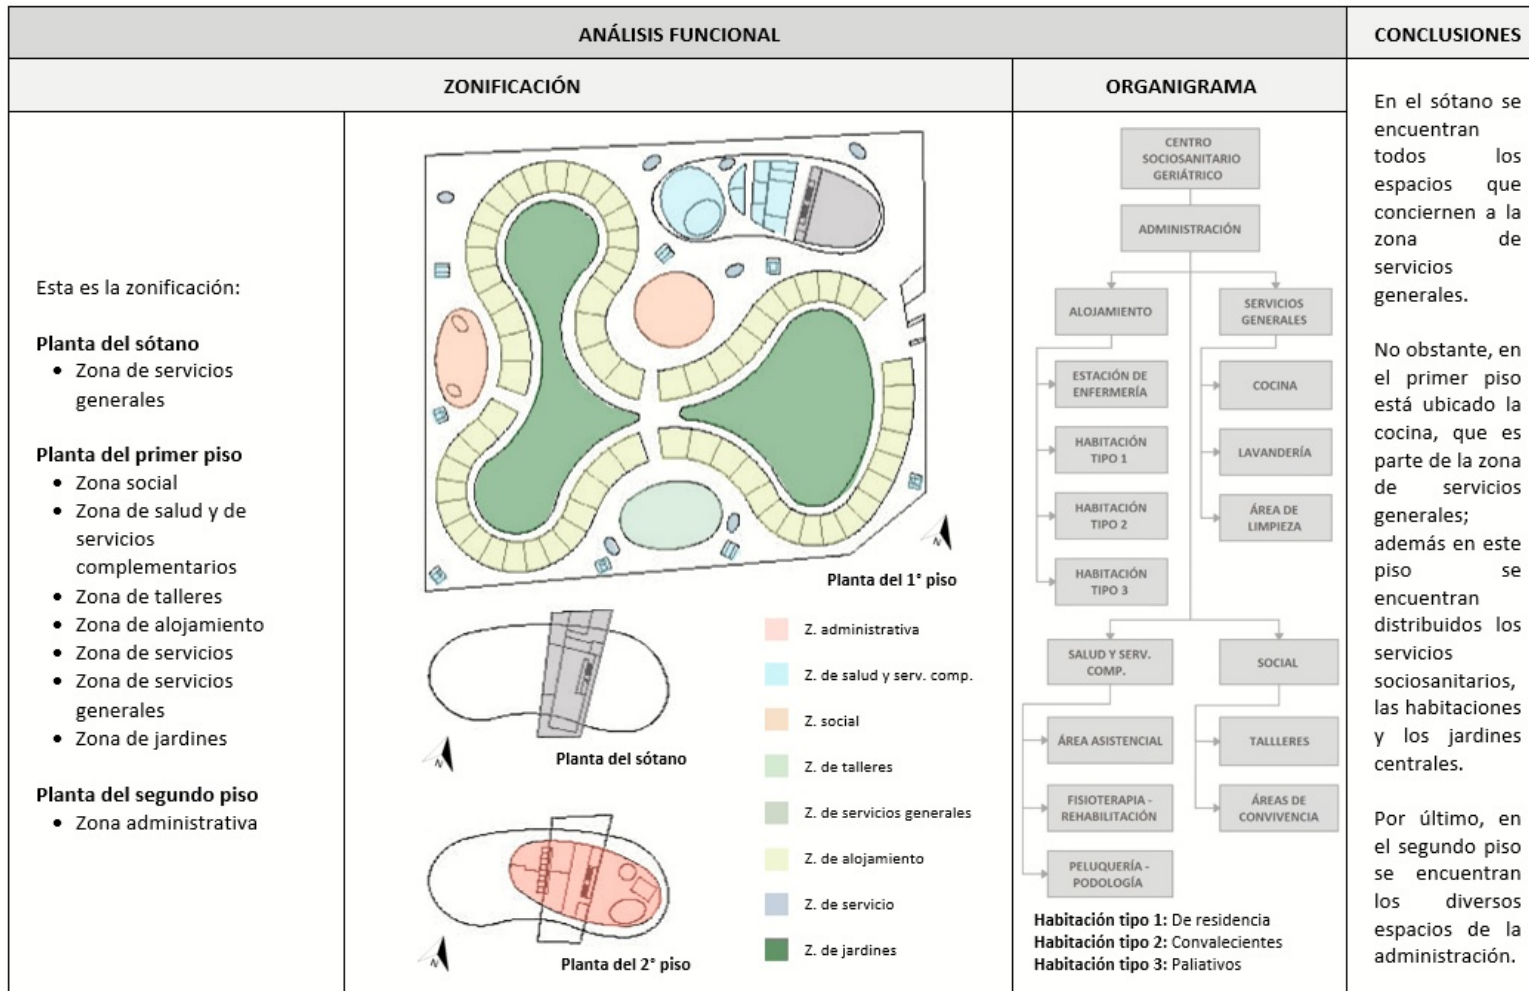 ANÁLISIS FUNCIONAL
CONCLUSIONES
ZONIFICACIÓN
ORGANIGRAMA
Esta es la zonificación:
Planta del sótano
• Zona de servicios
generales
Planta del primer piso
• Zona social
• Zona de salud y de
servicios
complementarios
• Zona de talleres
• Zona de alojamiento
• Zona de servicios
• Zona de servicios
generales
• Zona de jardines
Planta del segundo piso
• Zona administrativa
N
Planta del 1° piso
N
Planta del sótano
N
Planta del 2° piso
Z. administrativa
Z. de salud y serv. comp.
Z. social
Z. de talleres
Z. de servicios generales
Z. de alojamiento
Z. de servicio
Z. de jardines
CENTRO
SOCIOSANITARIO
GERIÁTRICO
ADMINISTRACIÓN
ALOJAMIENTO
ESTACIÓN DE
ENFERMERÍA
HABITACIÓN
TIPO 1
HABITACIÓN
TIPO 2
HABITACIÓN
TIPO 3
SERVICIOS
GENERALES
COCINA
LAVANDERÍA
ÁREA DE
LIMPIEZA
SALUD Y SERV.
COMP.
ÁREA ASISTENCIAL
FISIOTERAPIA -
REHABILITACIÓN
PELUQUERÍA -
PODOLOGÍA
SOCIAL
TALLLERES
ÁREAS DE
CONVIVENCIA
Habitación tipo 1: De residencia
Habitación tipo 2: Convalecientes
Habitación tipo 3: Paliativos
En el sótano se
encuentran
todos los
espacios que
conciernen a la
zona de
servicios
generales.
No obstante, en
el primer piso
está ubicado la
cocina, que es
parte de la zona
de servicios
generales;
además en este
piso se
encuentran
distribuidos los
servicios
sociosanitarios,
las habitaciones
y los jardines
centrales.
Por último, en
el segundo piso
se encuentran
los diversos
espacios de la
administración.